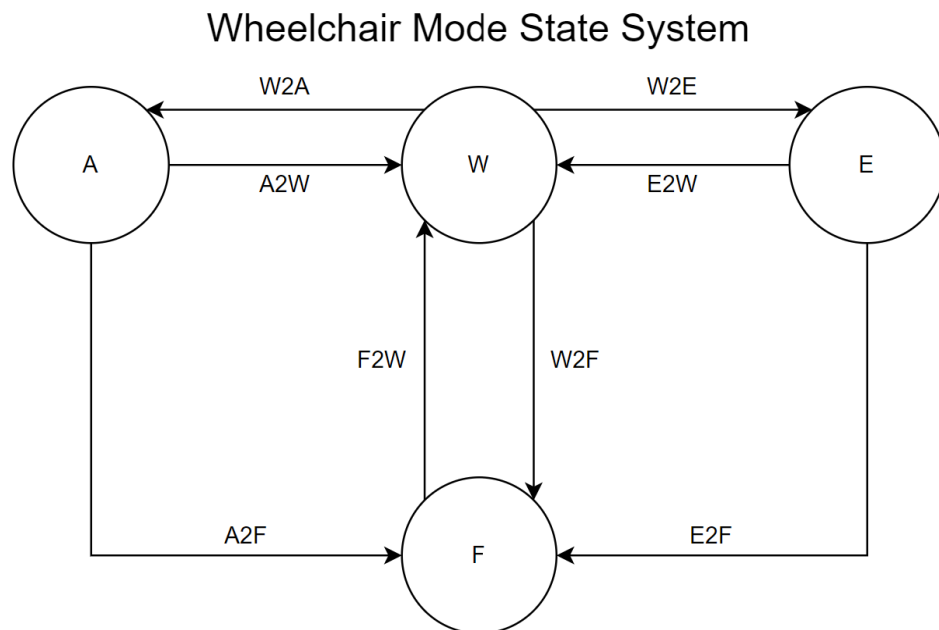 Wheelchair Mode State System
W2A
W2E
A
W
E
A2W
E2W
F2W
W2F
A2F
E2F
F